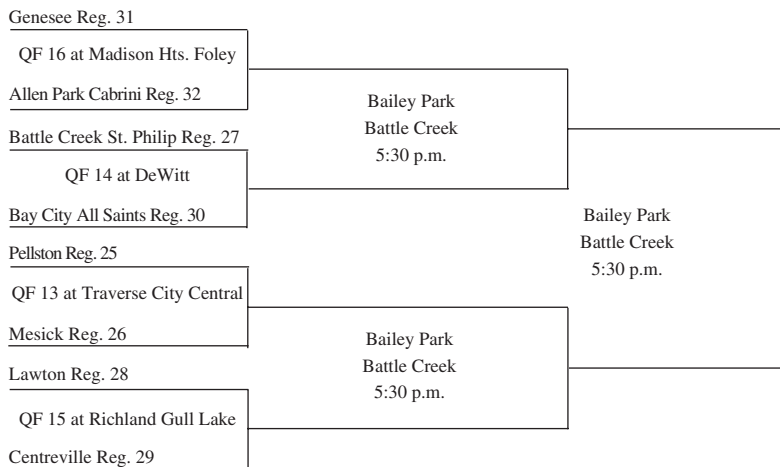 Genesee Reg. 31
QF 16 at Madison Hts. Foley
Allen Park Cabrini Reg. 32
Battle Creek St. Philip Reg. 27
QF 14 at DeWitt
Bay City All Saints Reg. 30
Pellston Reg. 25
QF 13 at Traverse City Central
Mesick Reg. 26
Lawton Reg. 28
QF 15 at Richland Gull Lake
Centreville Reg. 29
Bailey Park
Battle Creek
5:30 p.m.
Bailey Park
Battle Creek
5:30 p.m.
Bailey Park
Battle Creek
5:30 p.m.